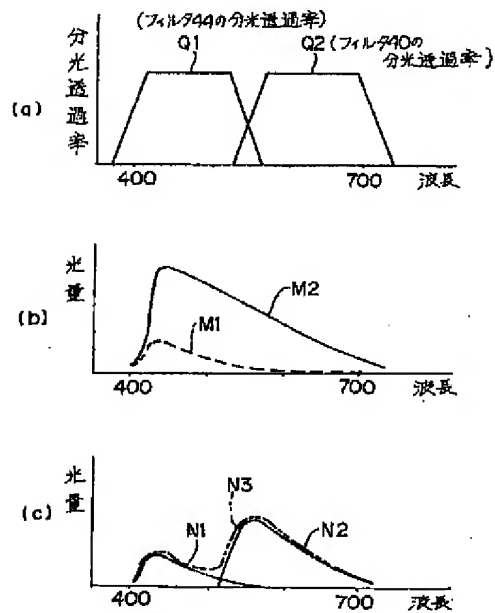 (フィルタ44の分光透過率)
Q1
Q2(フィルタ40の
分光透過率)
(a)
分光透過率
400
700
波長
(b)
光量
M2
M1
400
700
波長
(c)
光量
N3
N1
N2
400
700
波長